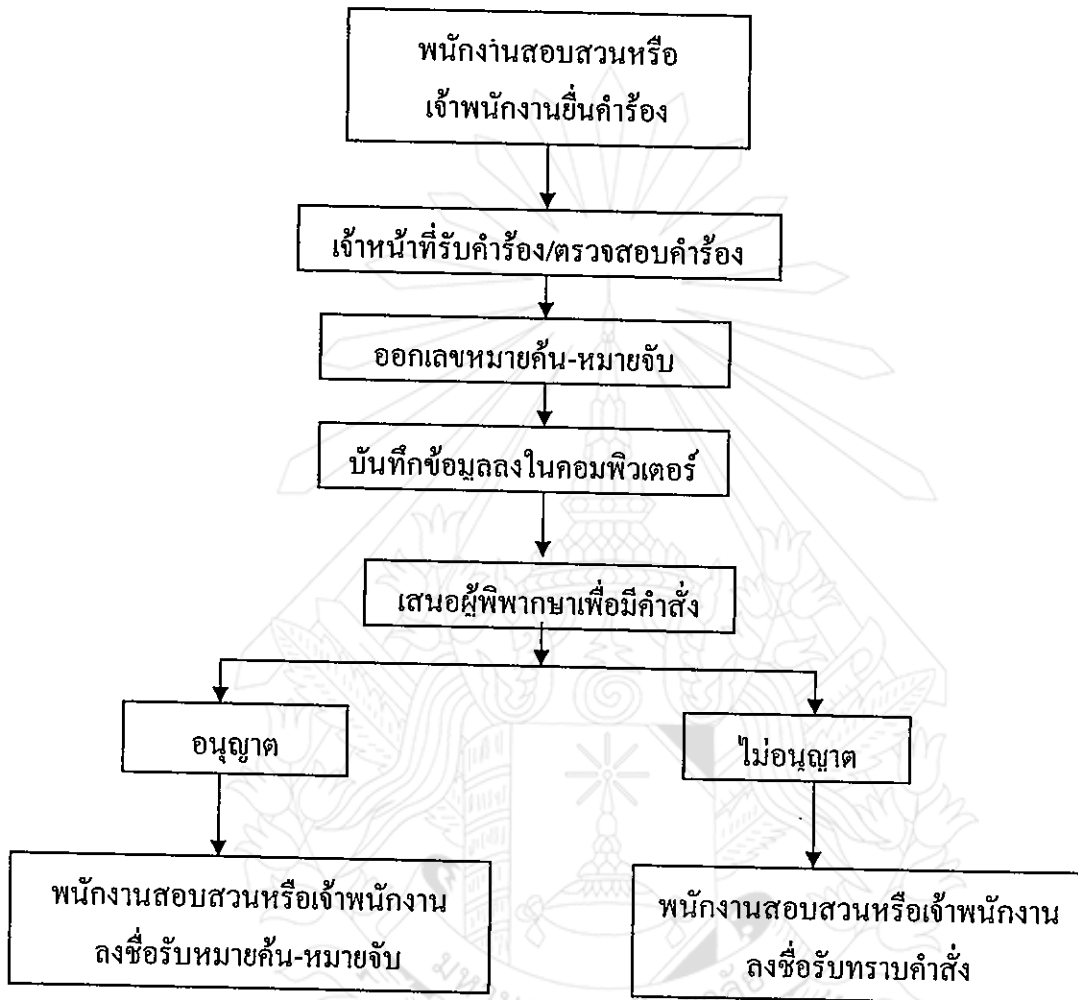 พนักงานสอบสวนหรือ
เจ้าพนักงานยื่นคำร้อง
เจ้าหน้าที่รับคำร้อง/ตรวจสอบคำร้อง
ออกเลขหมายค้น-หมายจับ
บันทึกข้อมูลลงในคอมพิวเตอร์
เสนอผู้พิพากษาเพื่อมีคำสั่ง
อนุญาต
ไม่อนุญาต
พนักงานสอบสวนหรือเจ้าพนักงาน
ลงชื่อรับหมายค้น-หมายจับ
พนักงานสอบสวนหรือเจ้าพนักงาน
ลงชื่อรับทราบคำสั่ง